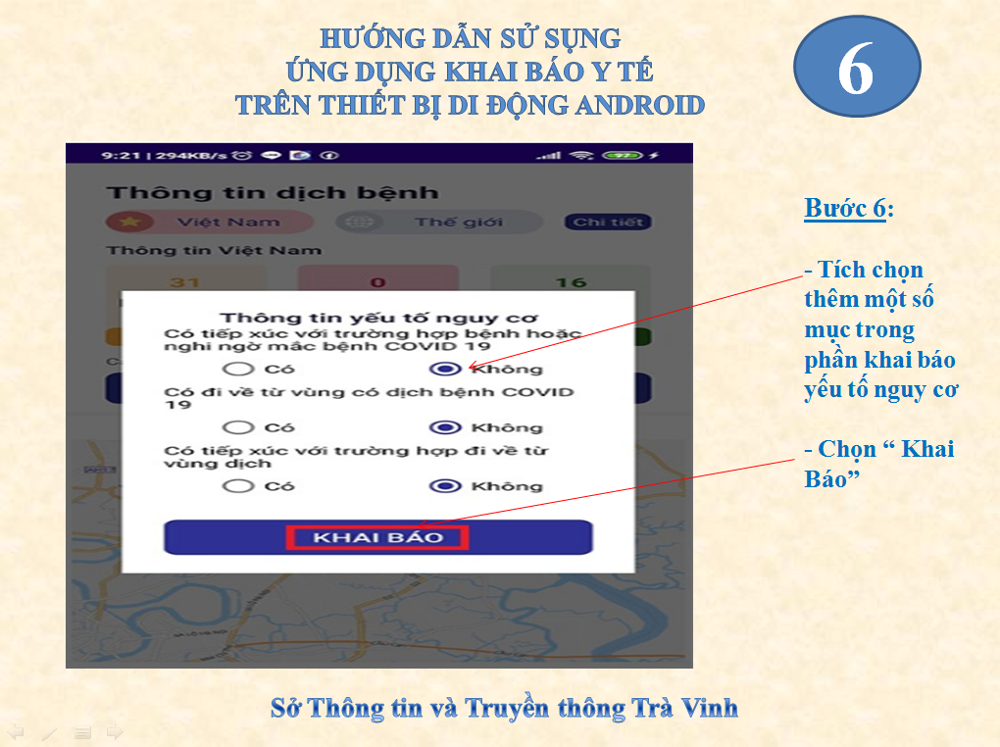 HƯỚNG DẪN SỬ SỤNG
ỨNG DỤNG KHAI BÁO Y TẾ
TRÊN THIẾT BỊ DI ĐỘNG ANDROID
6
9:21 | 294KB/s
97
Thông tin dịch bệnh
Việt Nam
Thế giới
Chi tiết
Thông tin Việt Nam
31
0
16
Thông tin yếu tố nguy cơ
Có tiếp xúc với trường hợp bệnh hoặc
nghi ngờ mắc bệnh COVID 19
Có
Không
Có đi về từ vùng có dịch bệnh COVID
19
Có
Không
Có tiếp xúc với trường hợp đi về từ
vùng dịch
Có
Không
KHAI BÁO
Bước 6:
- Tích chọn
thêm một số
mục trong
phần khai báo
yếu tố nguy cơ
- Chọn “ Khai
Báo”
Sở Thông tin và Truyền thông Trà Vinh